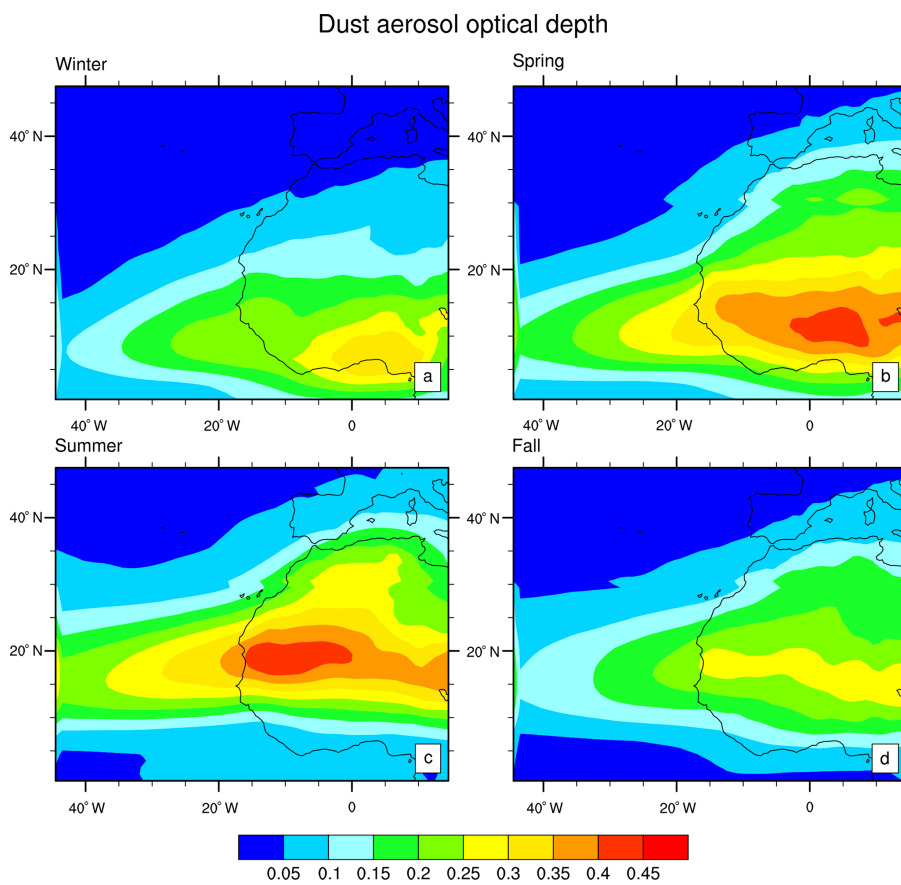 Dust aerosol optical depth
Winter
Spring
40° N
20° N
a
40° W 20° W 0
40° N
20° N
b
40° W 20° W 0
Summer
Fall
40° N
20° N
c
40° W 20° W 0
40° N
20° N
d
40° W 20° W 0
0.05 0.1 0.15 0.2 0.25 0.3 0.35 0.4 0.45